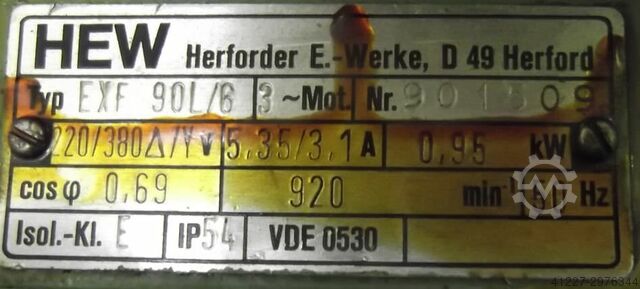 HEW Herforder E.-Werke, D 49 Herford
Typ EXF 90L/6 3~Mot. Nr. 901509
220/380Δ/Y V 5,35/3,1 A 0,95 kW
cos φ 0,69 920 min Hz
Isol.-Kl. E IP54 VDE 0530
41227-2976344